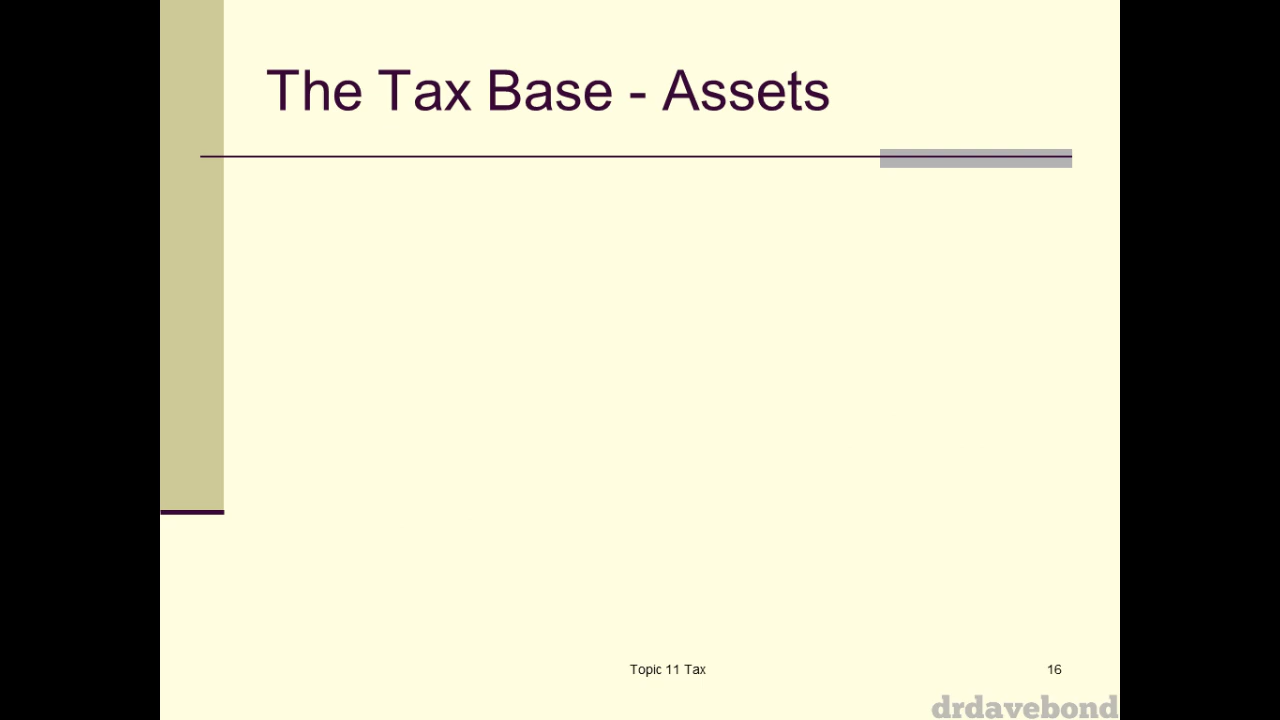 The Tax Base - Assets
Topic 11 Tax
16
drdavebond